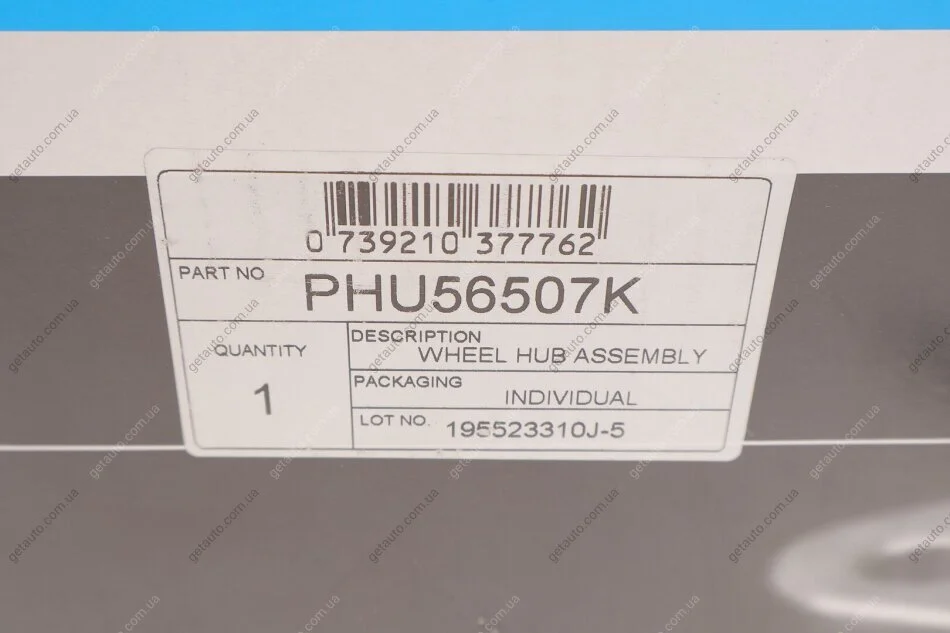 0 739210 377762
PART NO
PHU56507K
QUANTITY
1
DESCRIPTION
WHEEL HUB ASSEMBLY
PACKAGING
INDIVIDUAL
LOT NO.
195523310J-5
getauto.com.ua